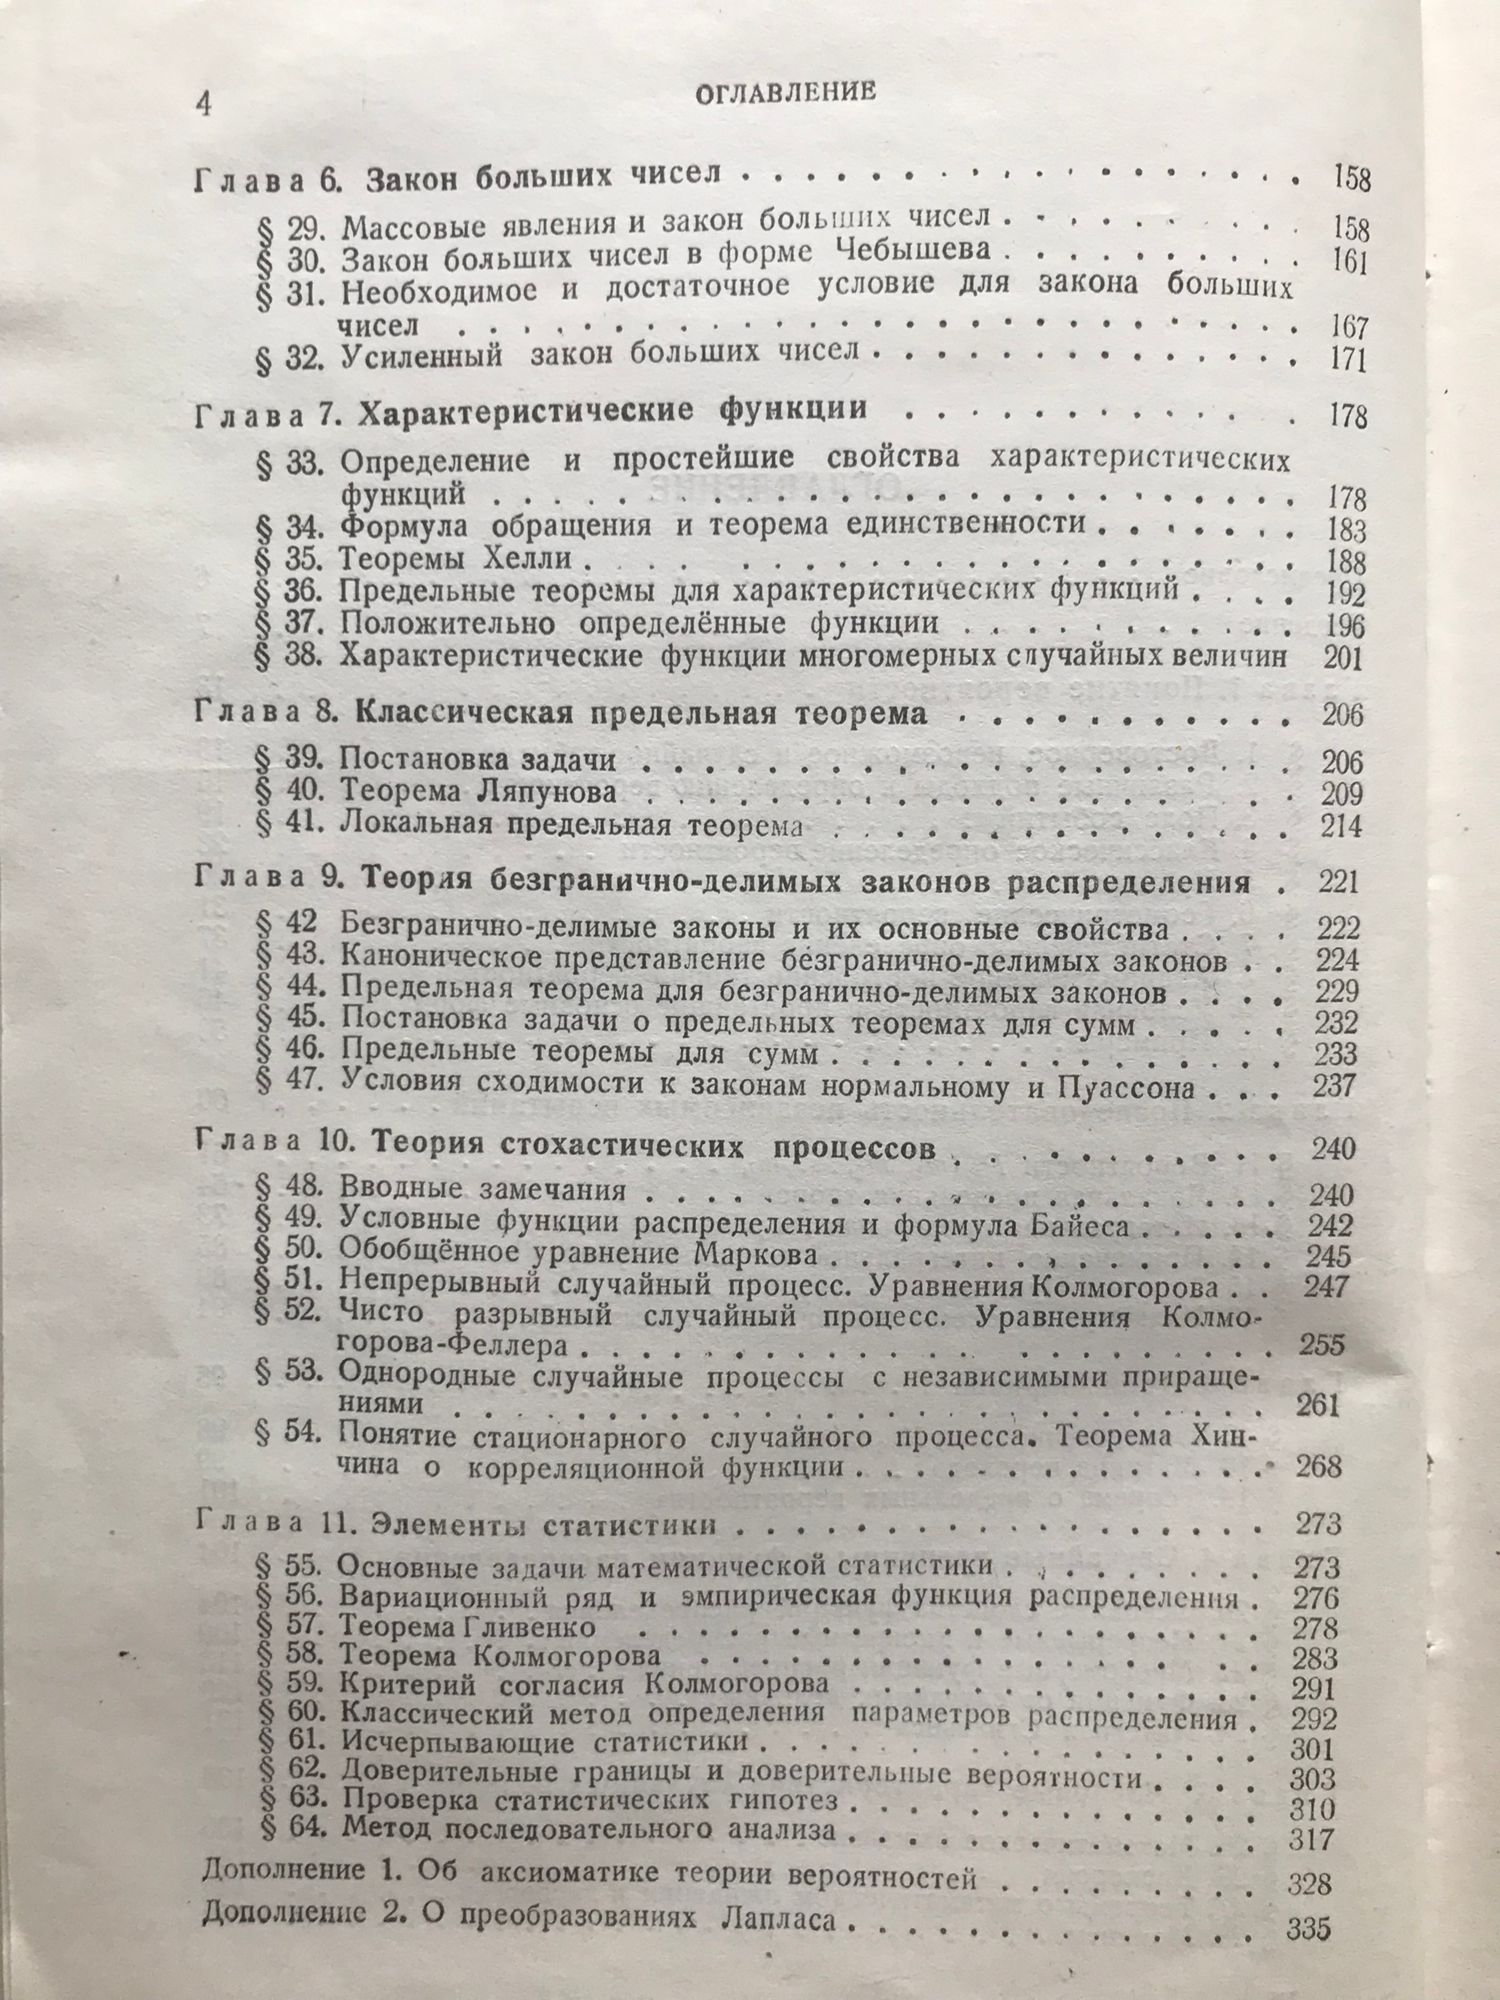 4 ОГЛАВЛЕНИЕ
Глава 6. Закон больших чисел . . . . . . . . . . . . . . . . . . 158
§ 29. Массовые явления и закон больших чисел . . . . . . . . 158
§ 30. Закон больших чисел в форме Чебышева . . . . . . . . . . 161
§ 31. Необходимое и достаточное условие для закона больших
чисел . . . . . . . . . . . . . . . . . . . . . . . . . . 167
§ 32. Усиленный закон больших чисел . . . . . . . . . . . . . . 171
Глава 7. Характеристические функции . . . . . . . . . . . . . 178
§ 33. Определение и простейшие свойства характеристических
функций . . . . . . . . . . . . . . . . . . . . . . . . 178
§ 34. Формула обращения и теорема единственности . . . . . . . 183
§ 35. Теоремы Хелли . . . . . . . . . . . . . . . . . . . . . 188
§ 36. Предельные теоремы для характеристических функций . . . . 192
§ 37. Положительно определённые функции . . . . . . . . . . . 196
§ 38. Характеристические функции многомерных случайных величин 201
Глава 8. Классическая предельная теорема . . . . . . . . . . . 206
§ 39. Постановка задачи . . . . . . . . . . . . . . . . . . . . 206
§ 40. Теорема Ляпунова . . . . . . . . . . . . . . . . . . . 209
§ 41. Локальная предельная теорема . . . . . . . . . . . . . . 214
Глава 9. Теория безгранично-делимых законов распределения . 221
§ 42 Безгранично-делимые законы и их основные свойства . . . . 222
§ 43. Каноническое представление безгранично-делимых законов . . 224
§ 44. Предельная теорема для безгранично-делимых законов . . . . 229
§ 45. Постановка задачи о предельных теоремах для сумм . . . . . 232
§ 46. Предельные теоремы для сумм . . . . . . . . . . . . . . 233
§ 47. Условия сходимости к законам нормальному и Пуассона . . . 237
Глава 10. Теория стохастических процессов . . . . . . . . . . . 240
§ 48. Вводные замечания . . . . . . . . . . . . . . . . . . . 240
§ 49. Условные функции распределения и формула Байеса . . . . . 242
§ 50. Обобщённое уравнение Маркова . . . . . . . . . . . . . . 245
§ 51. Непрерывный случайный процесс. Уравнения Колмогорова . . 247
§ 52. Чисто разрывный случайный процесс. Уравнения Колмо-
горова-Феллера . . . . . . . . . . . . . . . . . . . . . 255
§ 53. Однородные случайные процессы с независимыми прираще-
ниями . . . . . . . . . . . . . . . . . . . . . . . . . 261
§ 54. Понятие стационарного случайного процесса. Теорема Хин-
чина о корреляционной функции . . . . . . . . . . . . . 268
Глава 11. Элементы статистики . . . . . . . . . . . . . . . . . 273
§ 55. Основные задачи математической статистики . . . . . . . . 273
§ 56. Вариационный ряд и эмпирическая функция распределения . 276
§ 57. Теорема Гливенко . . . . . . . . . . . . . . . . . . . . 278
§ 58. Теорема Колмогорова . . . . . . . . . . . . . . . . . . 283
§ 59. Критерий согласия Колмогорова . . . . . . . . . . . . . 291
§ 60. Классический метод определения параметров распределения . 292
§ 61. Исчерпывающие статистики . . . . . . . . . . . . . . . . 301
§ 62. Доверительные границы и доверительные вероятности . . . . 303
§ 63. Проверка статистических гипотез . . . . . . . . . . . . . 310
§ 64. Метод последовательного анализа . . . . . . . . . . . . . 317
Дополнение 1. Об аксиоматике теории вероятностей . . . . . . . . . 328
Дополнение 2. О преобразованиях Лапласа . . . . . . . . . . . . . 335